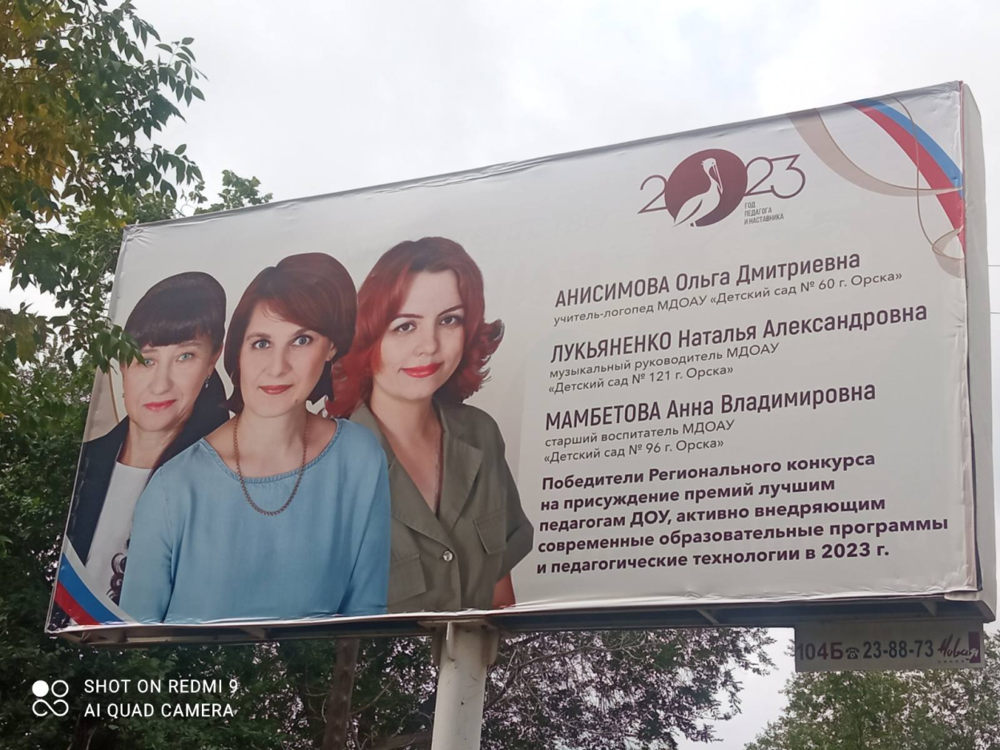 2023
ГОД
ПЕДАГОГА
И НАСТАВНИКА
АНИСИМОВА Ольга Дмитриевна
учитель-логопед МДОАУ «Детский сад № 60 г. Орска»
ЛУКЬЯНЕНКО Наталья Александровна
музыкальный руководитель МДОАУ
«Детский сад № 121 г. Орска»
МАМБЕТОВА Анна Владимировна
старший воспитатель МДОАУ
«Детский сад № 96 г. Орска»
Победители Регионального конкурса
на присуждение премий лучшим
педагогам ДОУ, активно внедряющим
современные образовательные программы
и педагогические технологии в 2023 г.
104Б ☎ 23-88-73
SHOT ON REDMI 9
AI QUAD CAMERA